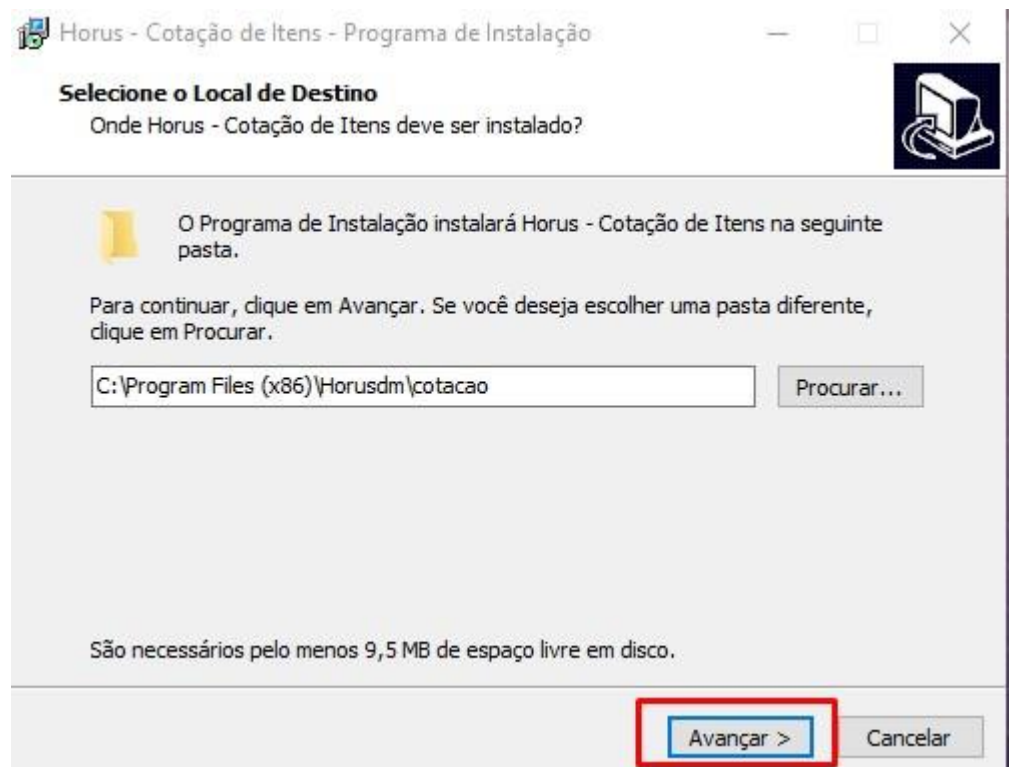 Horus - Cotação de Itens - Programa de Instalação
Selecione o Local de Destino
Onde Horus - Cotação de Itens deve ser instalado?
O Programa de Instalação instalará Horus - Cotação de Itens na seguinte
pasta.
Para continuar, clique em Avançar. Se você deseja escolher uma pasta diferente,
clique em Procurar.
C:\Program Files (x86)\Horusdm\cotacao
Procurar...
São necessários pelo menos 9,5 MB de espaço livre em disco.
Avançar >
Cancelar